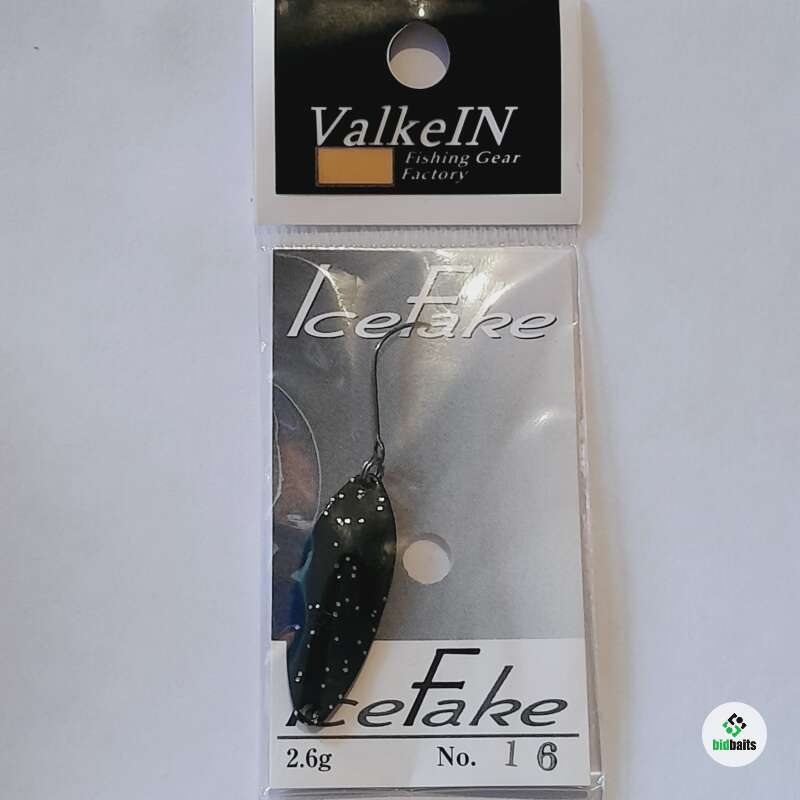 ValkeIN
Fishing Gear
Factory
IceFake
IceFake
2.6g No. 16
bidbaits